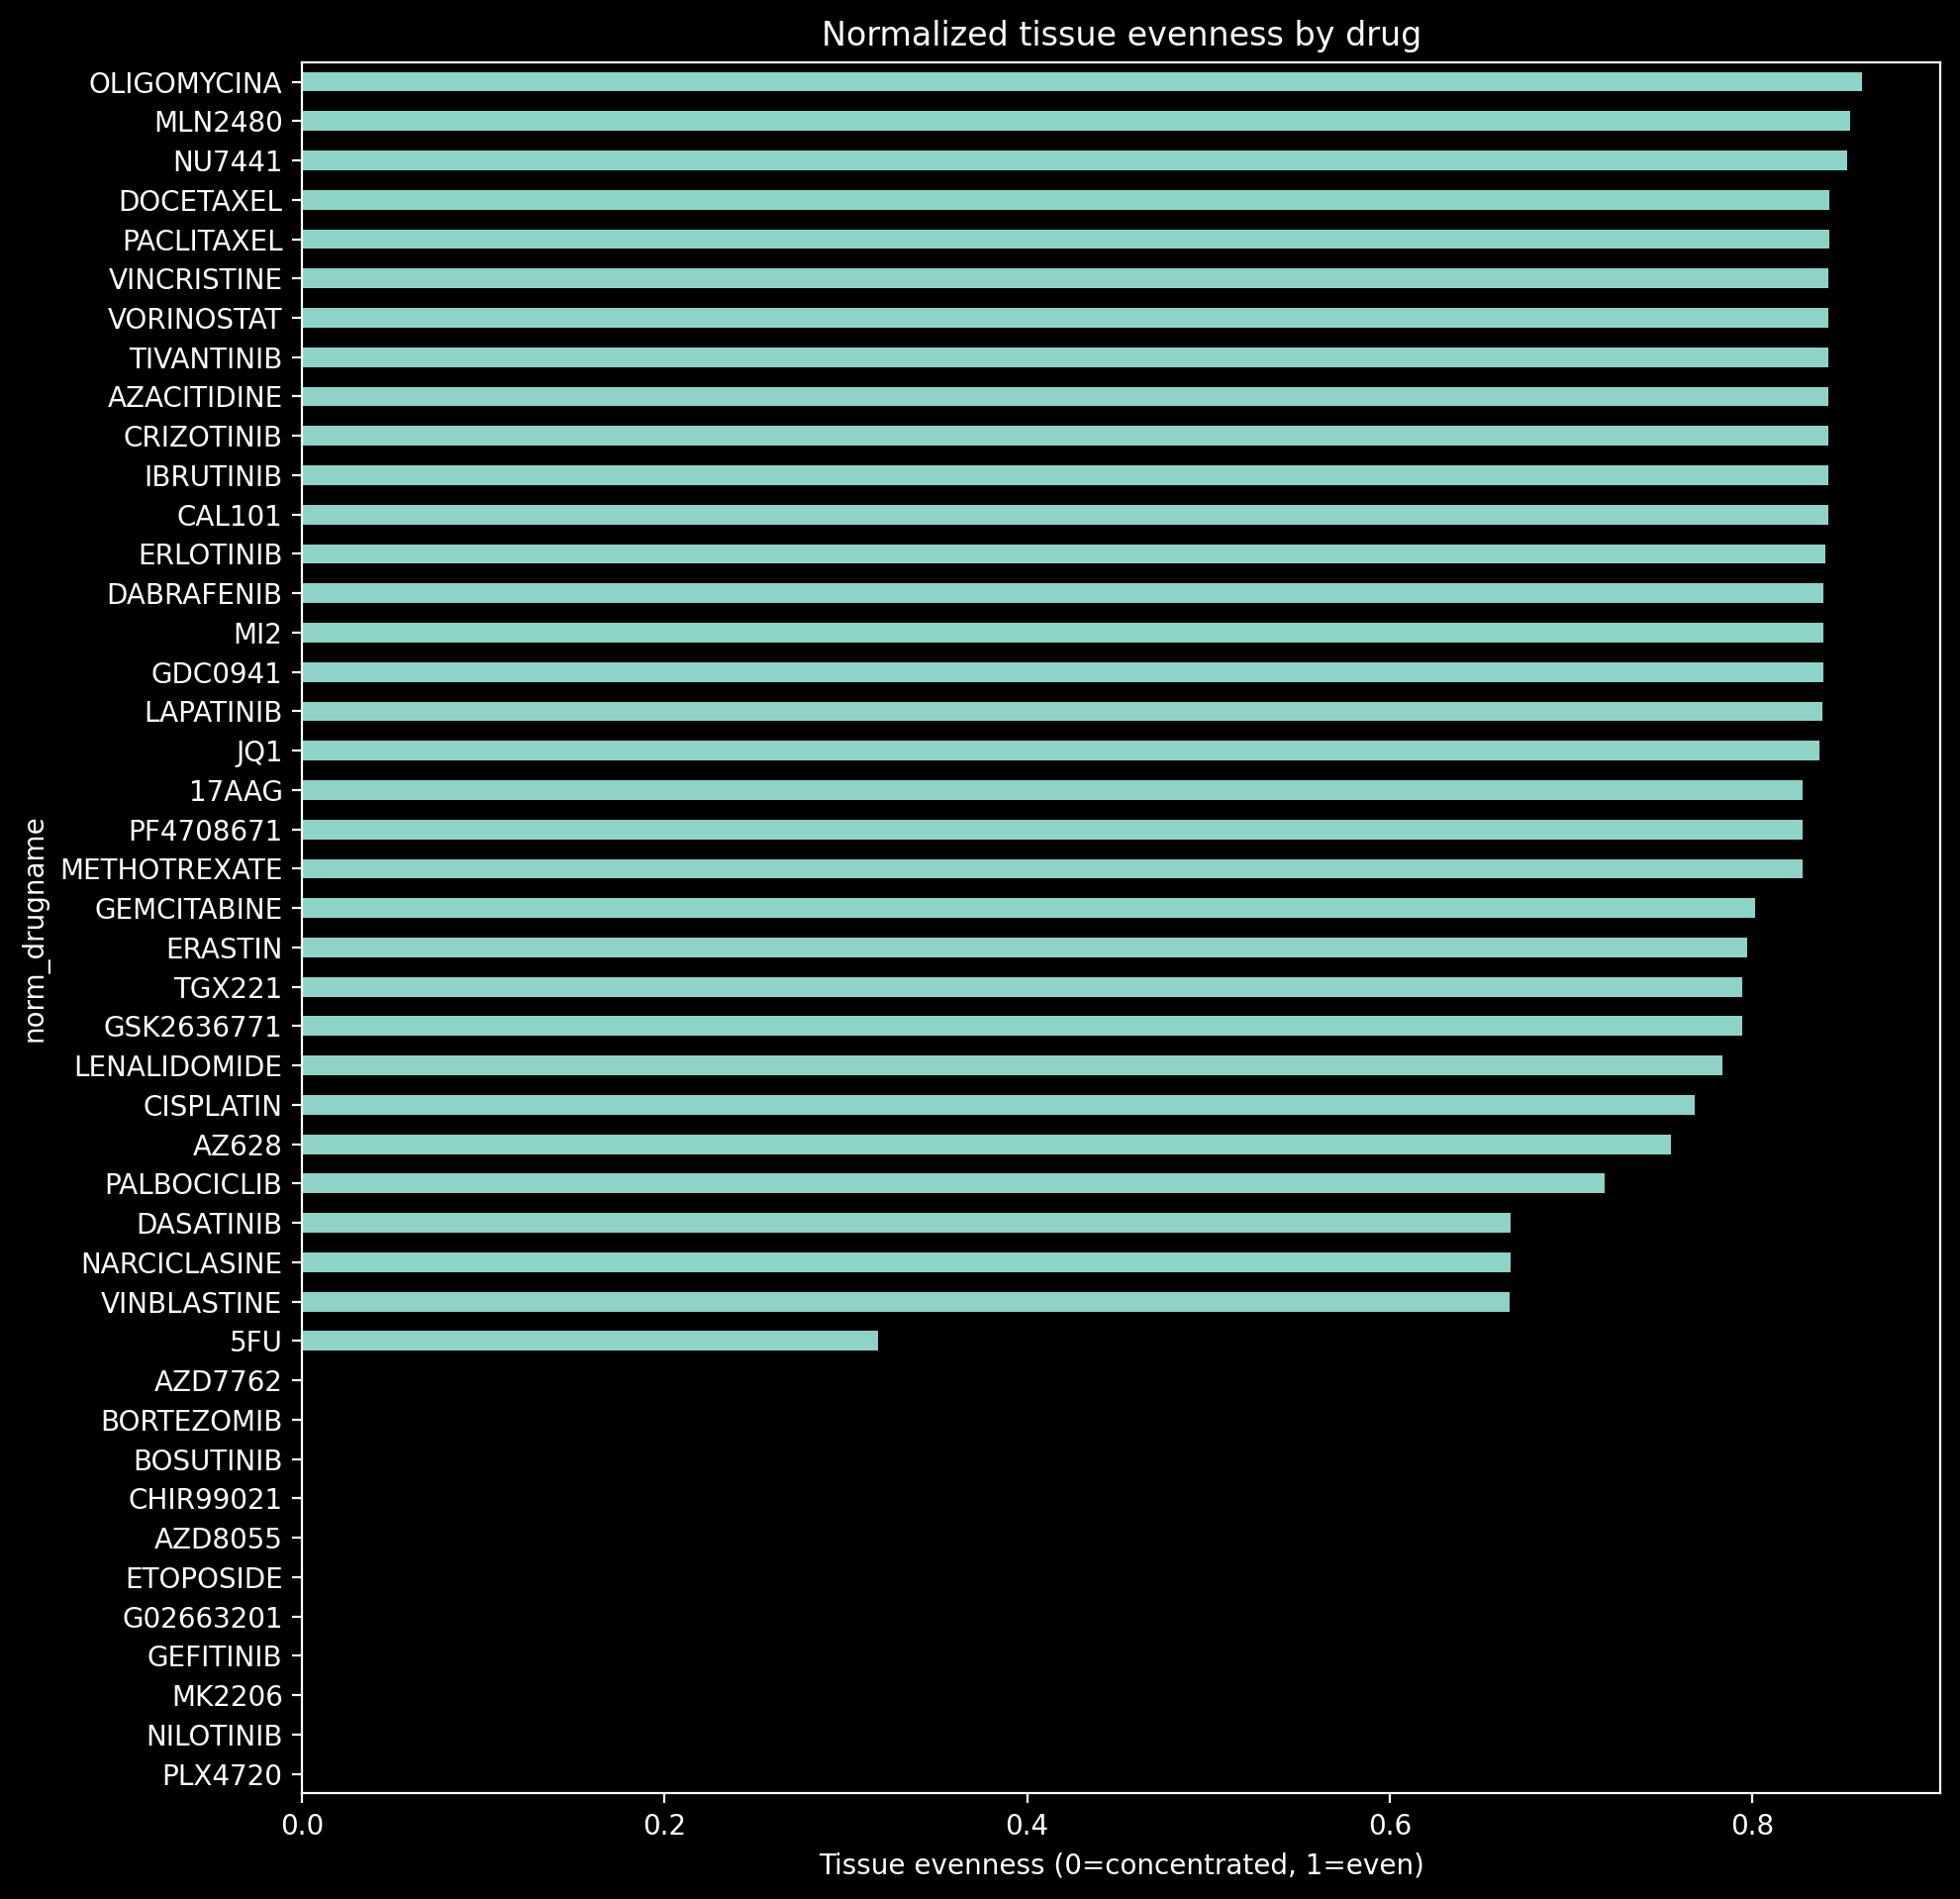 Normalized tissue evenness by drug
norm_drugname
OLIGOMYCINA
MLN2480
NU7441
DOCETAXEL
PACLITAXEL
VINCRISTINE
VORINOSTAT
TIVANTINIB
AZACITIDINE
CRIZOTINIB
IBRUTINIB
CAL101
ERLOTINIB
DABRAFENIB
MI2
GDC0941
LAPATINIB
JQ1
17AAG
PF4708671
METHOTREXATE
GEMCITABINE
ERASTIN
TGX221
GSK2636771
LENALIDOMIDE
CISPLATIN
AZ628
PALBOCICLIB
DASATINIB
NARCICLASINE
VINBLASTINE
5FU
AZD7762
BORTEZOMIB
BOSUTINIB
CHIR99021
AZD8055
ETOPOSIDE
G02663201
GEFITINIB
MK2206
NILOTINIB
PLX4720
0.0 0.2 0.4 0.6 0.8
Tissue evenness (0=concentrated, 1=even)